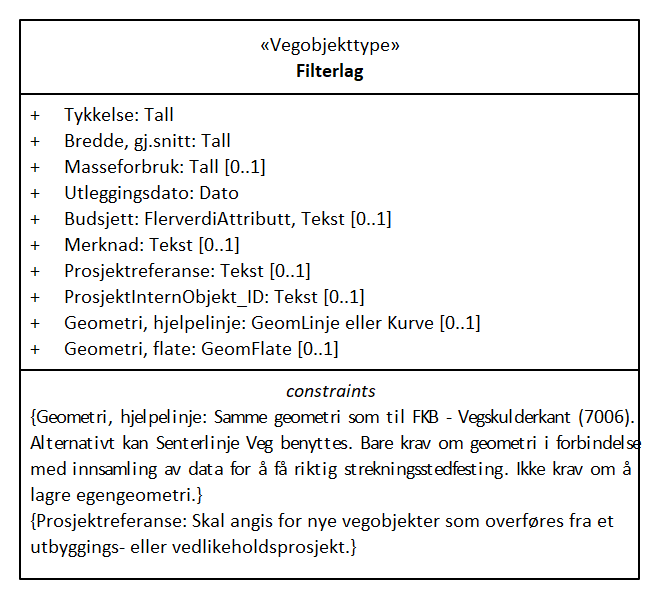 «Vegobjekttype»
Filterlag
+ Tykkelse: Tall
+ Bredde, gj.snitt: Tall
+ Masseforbruk: Tall [0..1]
+ Utleggingsdato: Dato
+ Budsjett: FlerverdiAttributt, Tekst [0..1]
+ Merknad: Tekst [0..1]
+ Prosjektreferanse: Tekst [0..1]
+ ProsjektInternObjekt_ID: Tekst [0..1]
+ Geometri, hjelpelinje: GeomLinje eller Kurve [0..1]
+ Geometri, flate: GeomFlate [0..1]
constraints
{Geometri, hjelpelinje: Samme geometri som til FKB - Vegskulderkant (7006).
Alternativt kan Senterlinje Veg benyttes. Bare krav om geometri i forbindelse
med innsamling av data for å få riktig strekningsstedfesting. Ikke krav om å
lagre egengeometri.}
{Prosjektreferanse: Skal angis for nye vegobjekter som overføres fra et
utbyggings- eller vedlikeholdsprosjekt.}